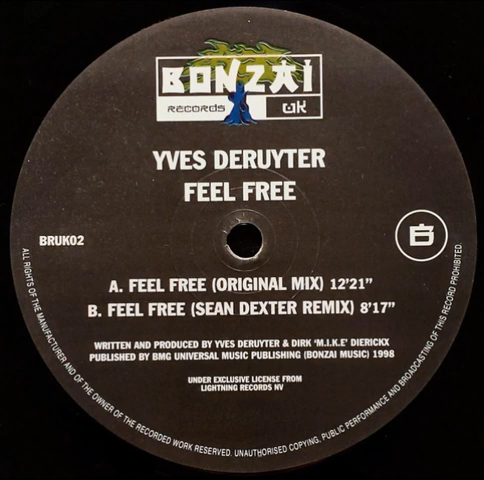 BONZAI
RECORDS UK
YVES DERUYTER
FEEL FREE
BRUK02
B
A. FEEL FREE (ORIGINAL MIX) 12'21"
B. FEEL FREE (SEAN DEXTER REMIX) 8'17"
WRITTEN AND PRODUCED BY YVES DERUYTER & DIRK 'M.I.K.E' DIERICKX
PUBLISHED BY BMG UNIVERSAL MUSIC PUBLISHING (BONZAI MUSIC) 1998
UNDER EXCLUSIVE LICENSE FROM
LIGHTNING RECORDS NV
ALL RIGHTS OF THE MANUFACTURER AND OF THE OWNER OF THE RECORDED WORK RESERVED. UNAUTHORISED COPYING, PUBLIC PERFORMANCE AND BROADCASTING OF THIS RECORD PROHIBITED.